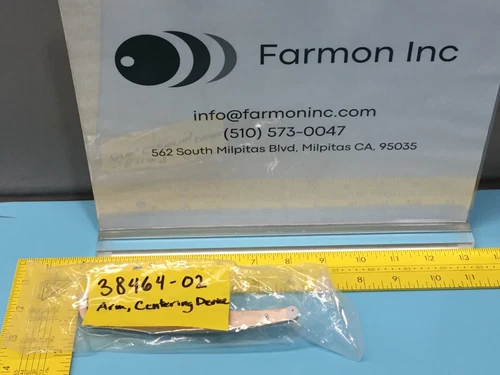 Farmon Inc
info@farmoninc.com
(510) 573-0047
562 South Milpitas Blvd, Milpitas CA, 95035
38464-02
Arm, Centering Device